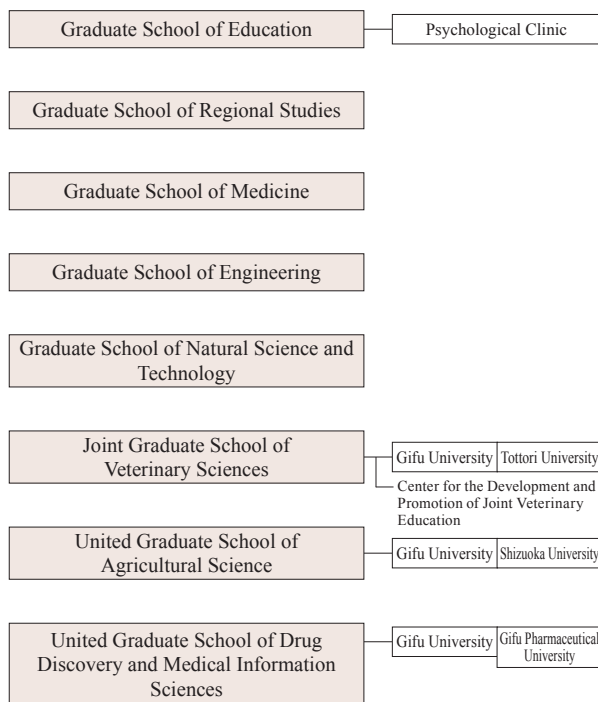 Graduate School of Education
Psychological Clinic
Graduate School of Regional Studies
Graduate School of Medicine
Graduate School of Engineering
Graduate School of Natural Science and
Technology
Joint Graduate School of
Veterinary Sciences
Gifu University
Tottori University
Center for the Development and
Promotion of Joint Veterinary
Education
United Graduate School of
Agricultural Science
Gifu University
Shizuoka University
United Graduate School of Drug
Discovery and Medical Information
Sciences
Gifu University
Gifu Pharmaceutical
University